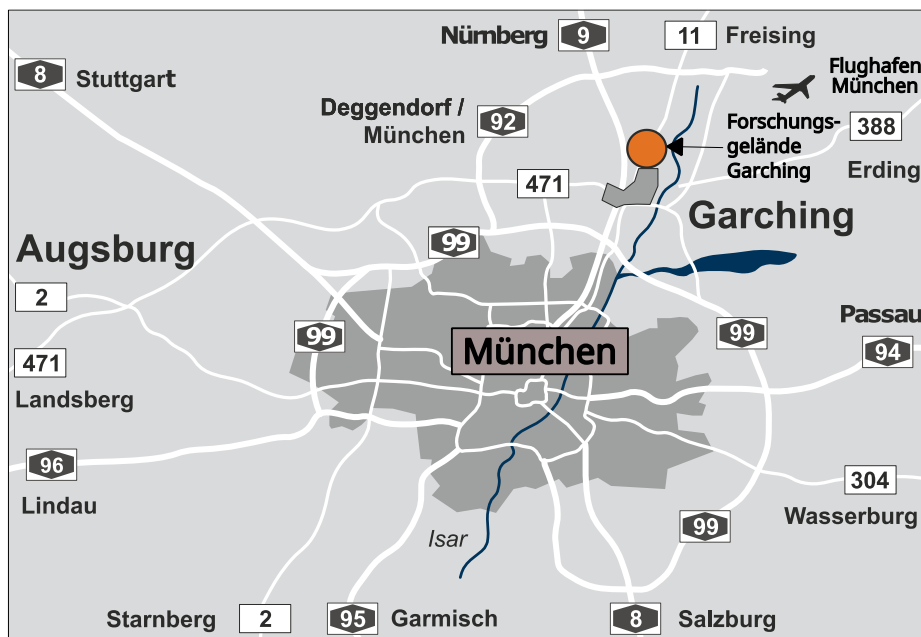 Nürnberg
9
11
Freising
8
Stuttgart
Flughafen
München
Deggendorf /
München
92
Forschungs-
gelände
Garching
388
Erding
471
Garching
Augsburg
99
2
99
99
Passau
94
München
471
Landsberg
96
Lindau
304
Wasserburg
99
Isar
Starnberg
2
95
Garmisch
8
Salzburg